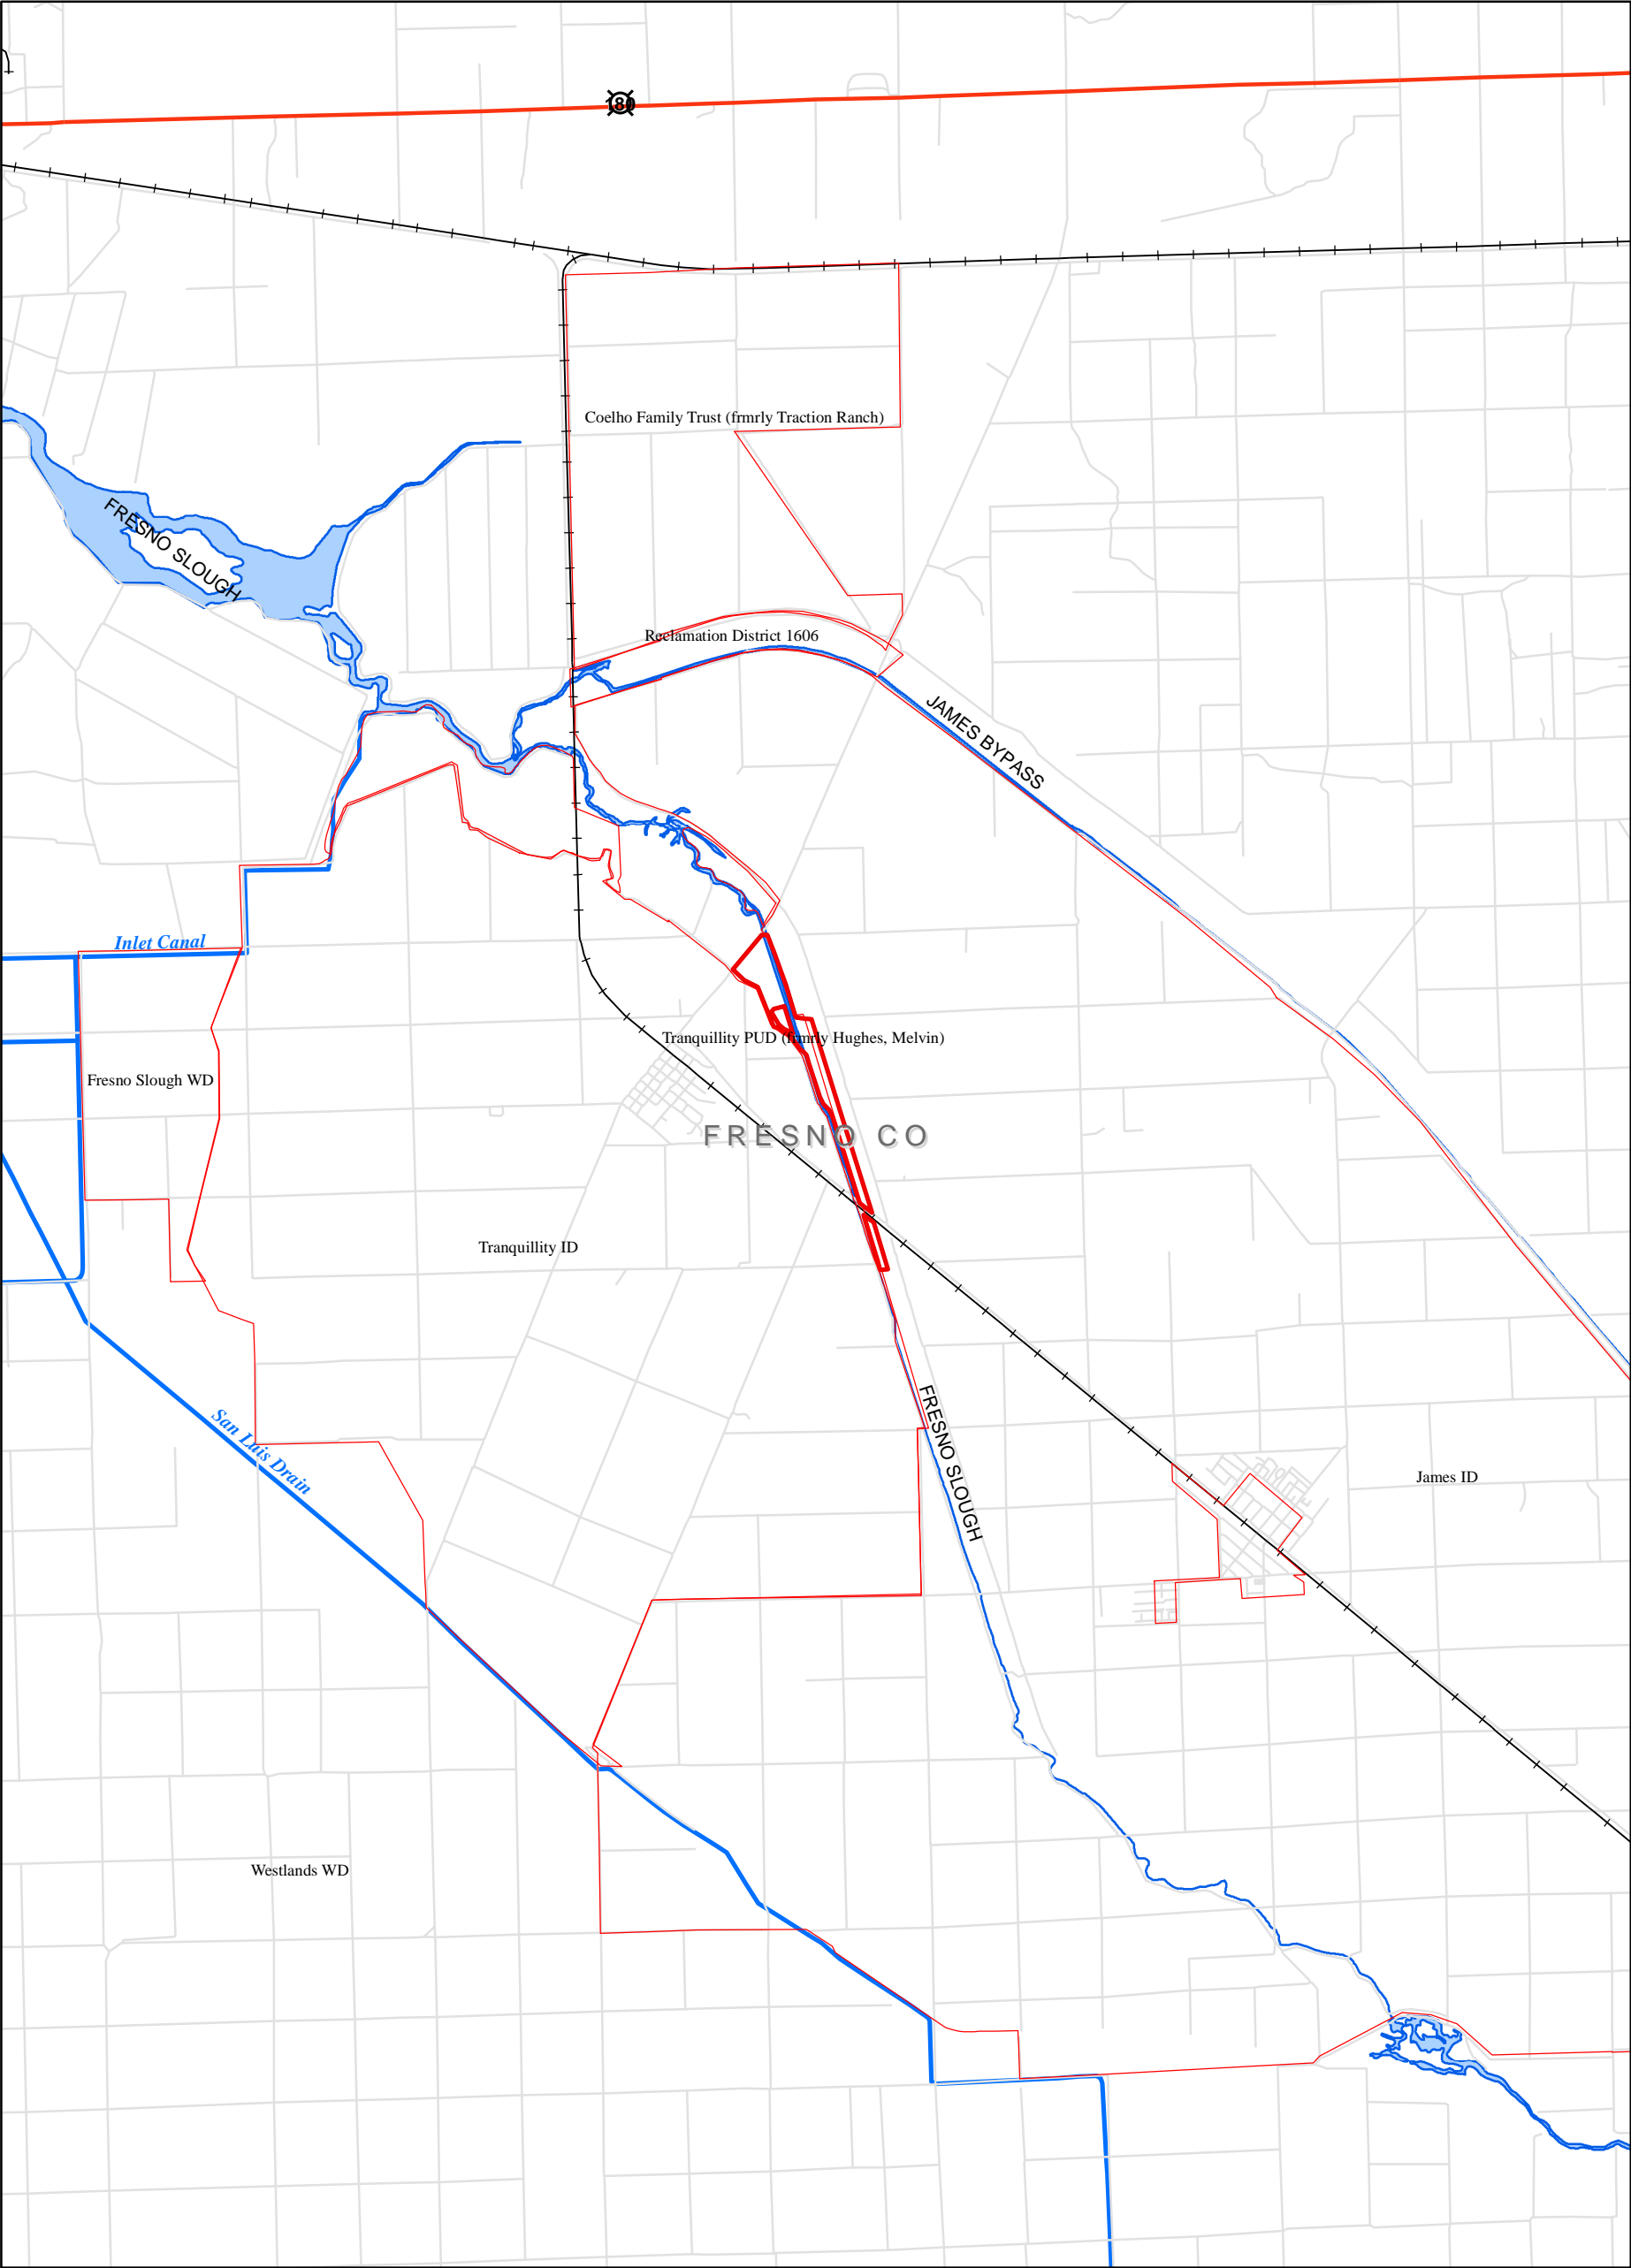 180
Coelho Family Trust (frmrly Traction Ranch)
FRESNO SLOUGH
Reclamation District 1606
JAMES BYPASS
Inlet Canal
Tranquillity PUD (frmrly Hughes, Melvin)
Fresno Slough WD
FRESNO CO
Tranquillity ID
FRESNO SLOUGH
San Luis Drain
James ID
Westlands WD